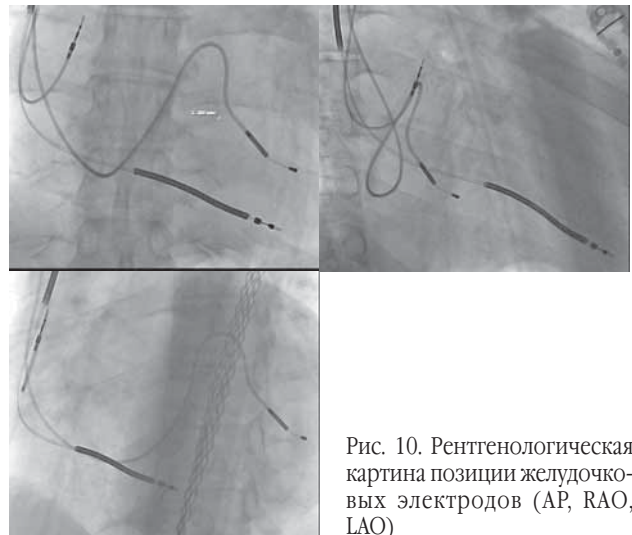 Рис. 10. Рентгенологическая
картина позиции желудочко-
вых электродов (AP, RAO,
LAO)